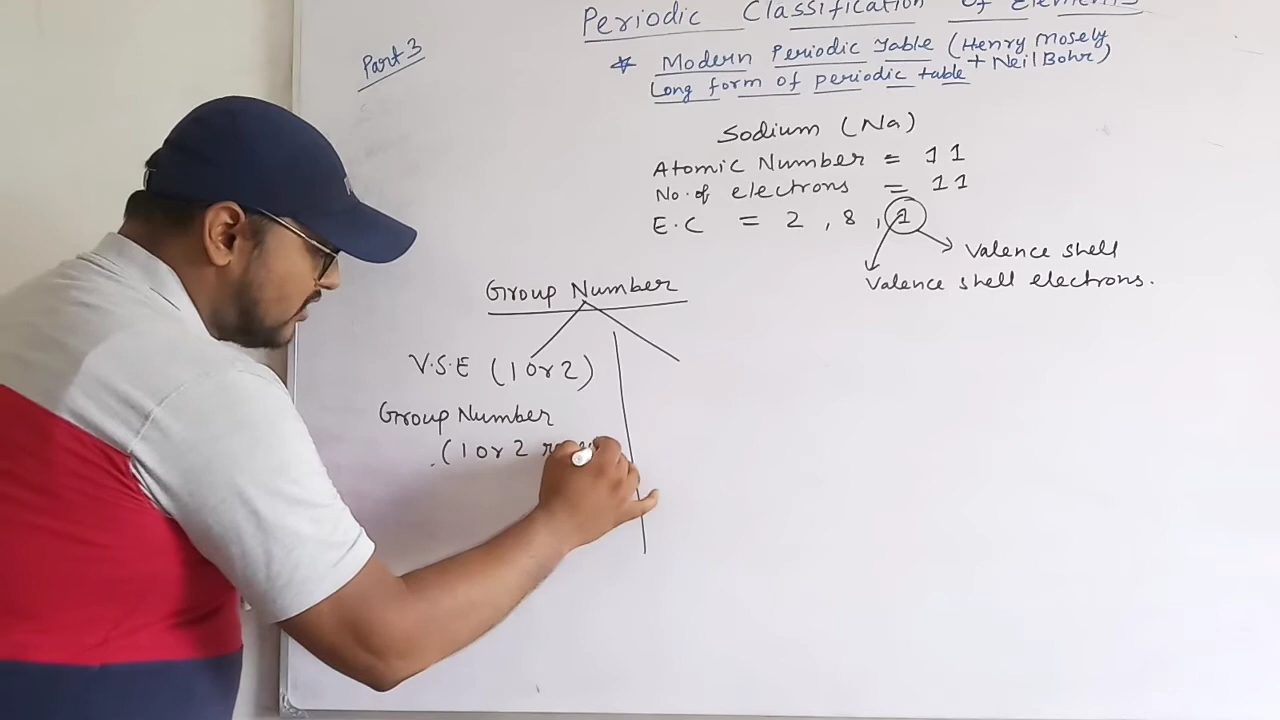 Periodic Classification Of Elements
Part 3
* Modern Periodic Table (Henry Mosely
+ Neil Bohr)
Long form of periodic table
Sodium (Na)
Atomic Number = 11
No. of electrons = 11
E.C = 2 , 8 , 1
Valence shell
Valence shell electrons.
Group Number
V.S.E (1 or 2)
Group Number
(1 or 2